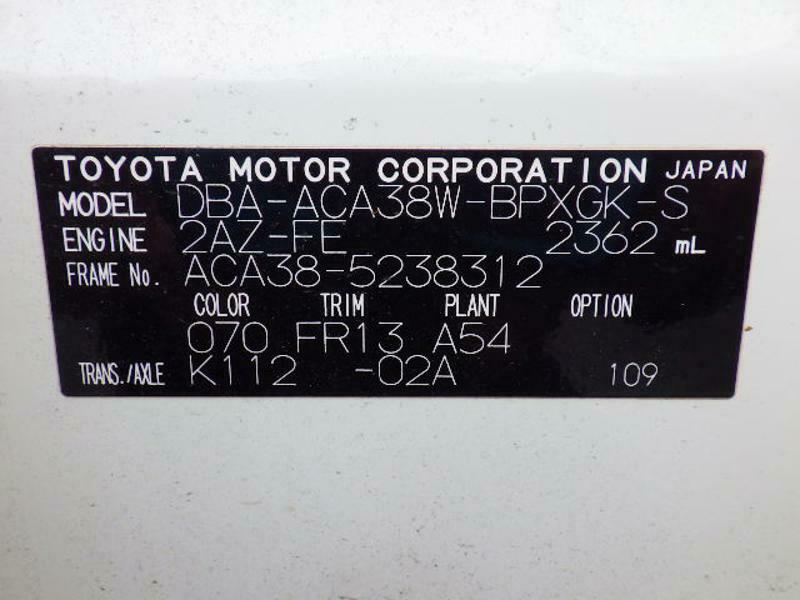 TOYOTA MOTOR CORPORATION JAPAN
MODEL DBA-ACA38W-BPXGK-S
ENGINE 2AZ-FE 2362 mL
FRAME No. ACA38-5238312
COLOR TRIM PLANT OPTION
070 FR13 A54
TRANS./AXLE K112 -02A 109